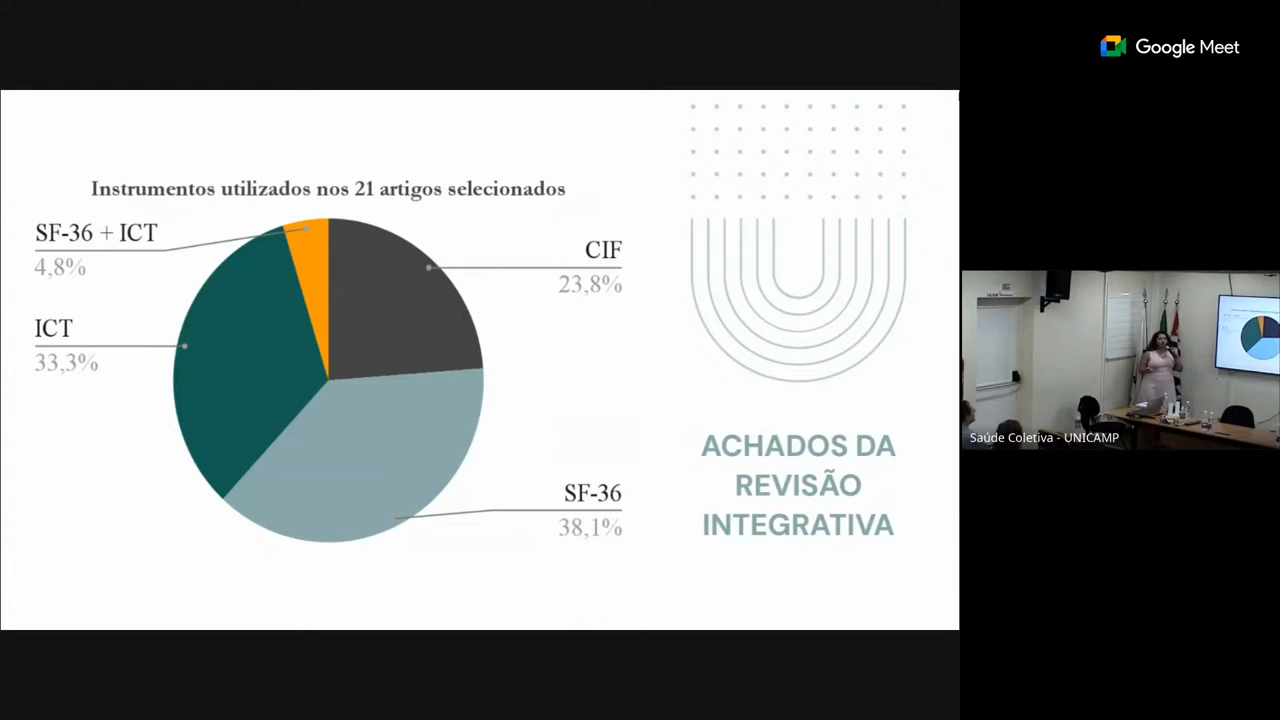 Google Meet
Instrumentos utilizados nos 21 artigos selecionados
SF-36 + ICT
4,8%
ICT
33,3%
CIF
23,8%
SF-36
38,1%
ACHADOS DA
REVISÃO
INTEGRATIVA
Saúde Coletiva - UNICAMP